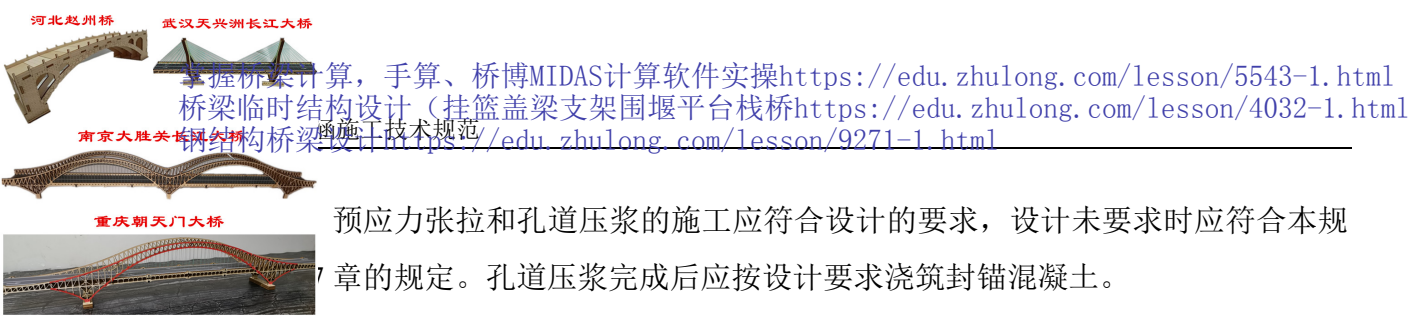 河北赵州桥
武汉天兴洲长江大桥
掌握桥梁计算，手算、桥博MIDAS计算软件实操https://edu.zhulong.com/lesson/5543-1.html
桥梁临时结构设计（挂篮盖梁支架围堰平台栈桥https://edu.zhulong.com/lesson/4032-1.html
钢结构桥梁设计https://edu.zhulong.com/lesson/9271-1.html
涵施工技术规范
南京大胜关长江大桥
重庆朝天门大桥
预应力张拉和孔道压浆的施工应符合设计的要求，设计未要求时应符合本规
7 章的规定。孔道压浆完成后应按设计要求浇筑封锚混凝土。